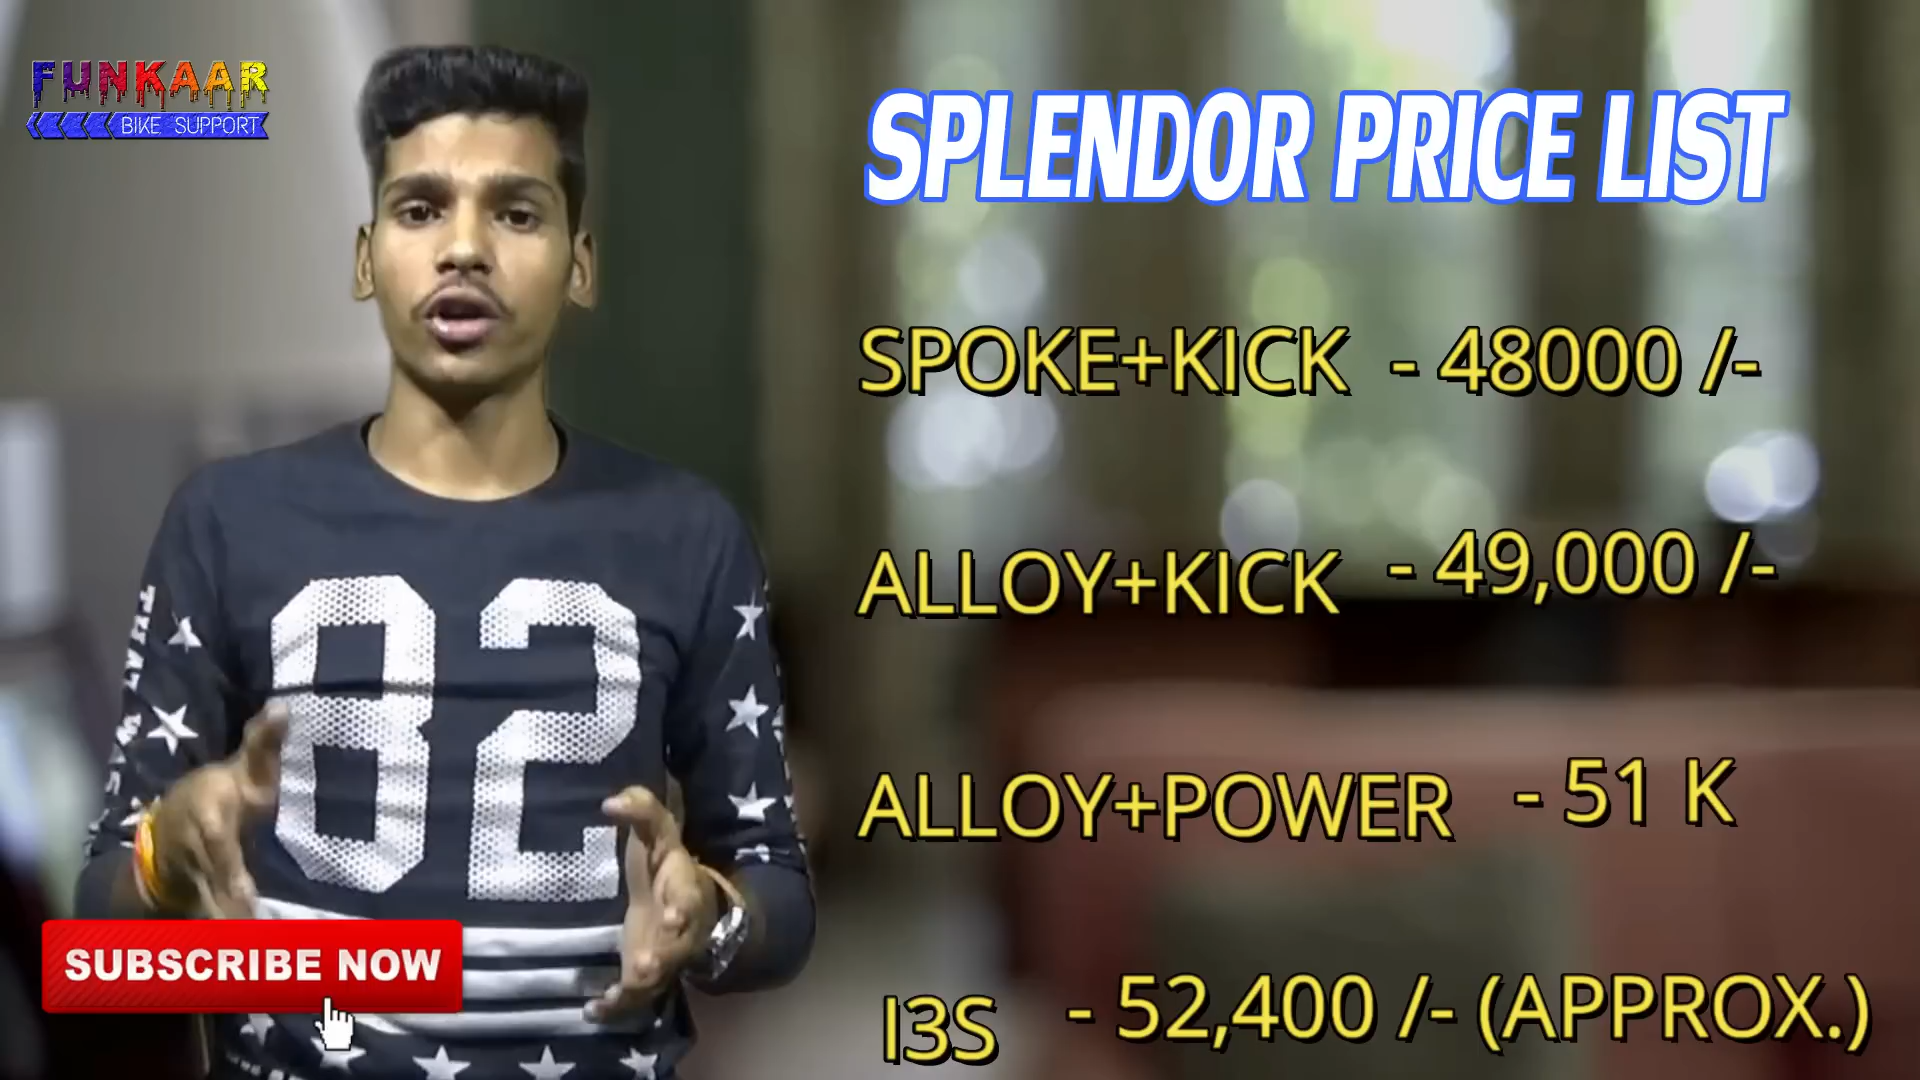 FUNKAAR
BIKE SUPPORT
SPLENDOR PRICE LIST
SPOKE+KICK - 48000 /-
ALLOY+KICK - 49,000 /-
ALLOY+POWER - 51 K
I3S - 52,400 /- (APPROX.)
82
SUBSCRIBE NOW